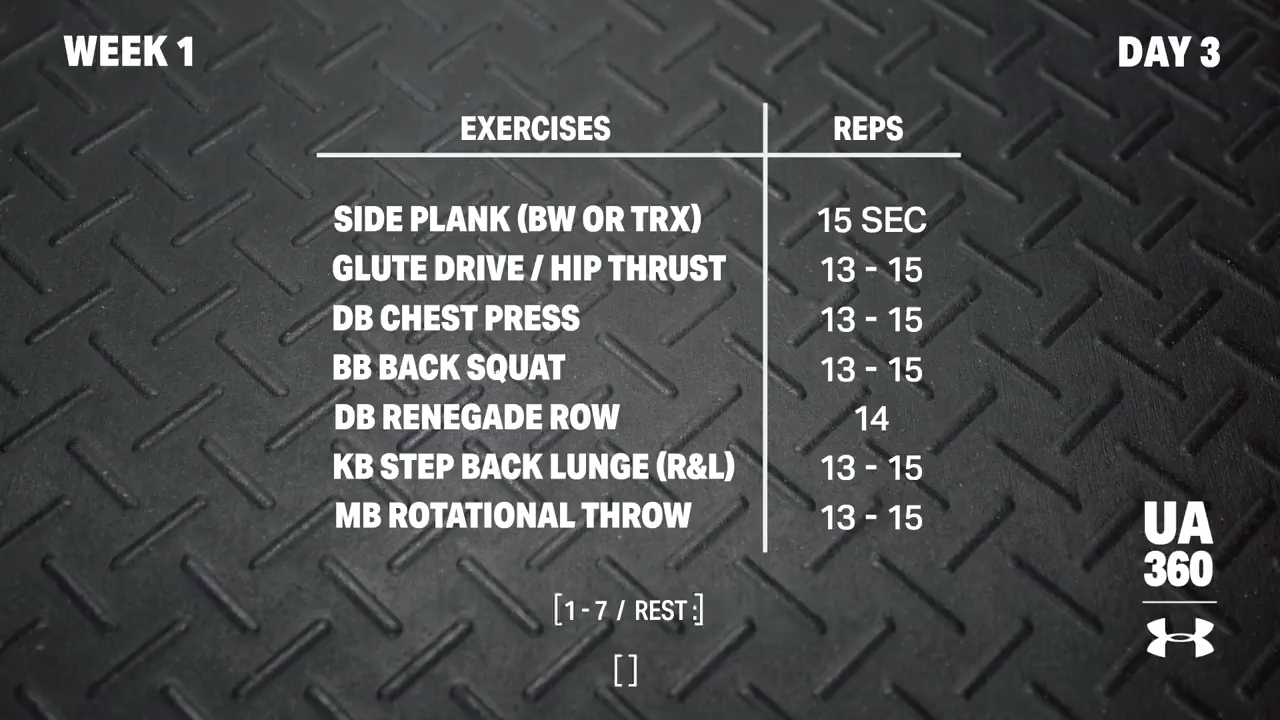 WEEK 1
DAY 3
EXERCISES REPS
SIDE PLANK (BW OR TRX) 15 SEC
GLUTE DRIVE / HIP THRUST 13 - 15
DB CHEST PRESS 13 - 15
BB BACK SQUAT 13 - 15
DB RENEGADE ROW 14
KB STEP BACK LUNGE (R&L) 13 - 15
MB ROTATIONAL THROW 13 - 15
[1 - 7 / REST :]
[ ]
UA
360